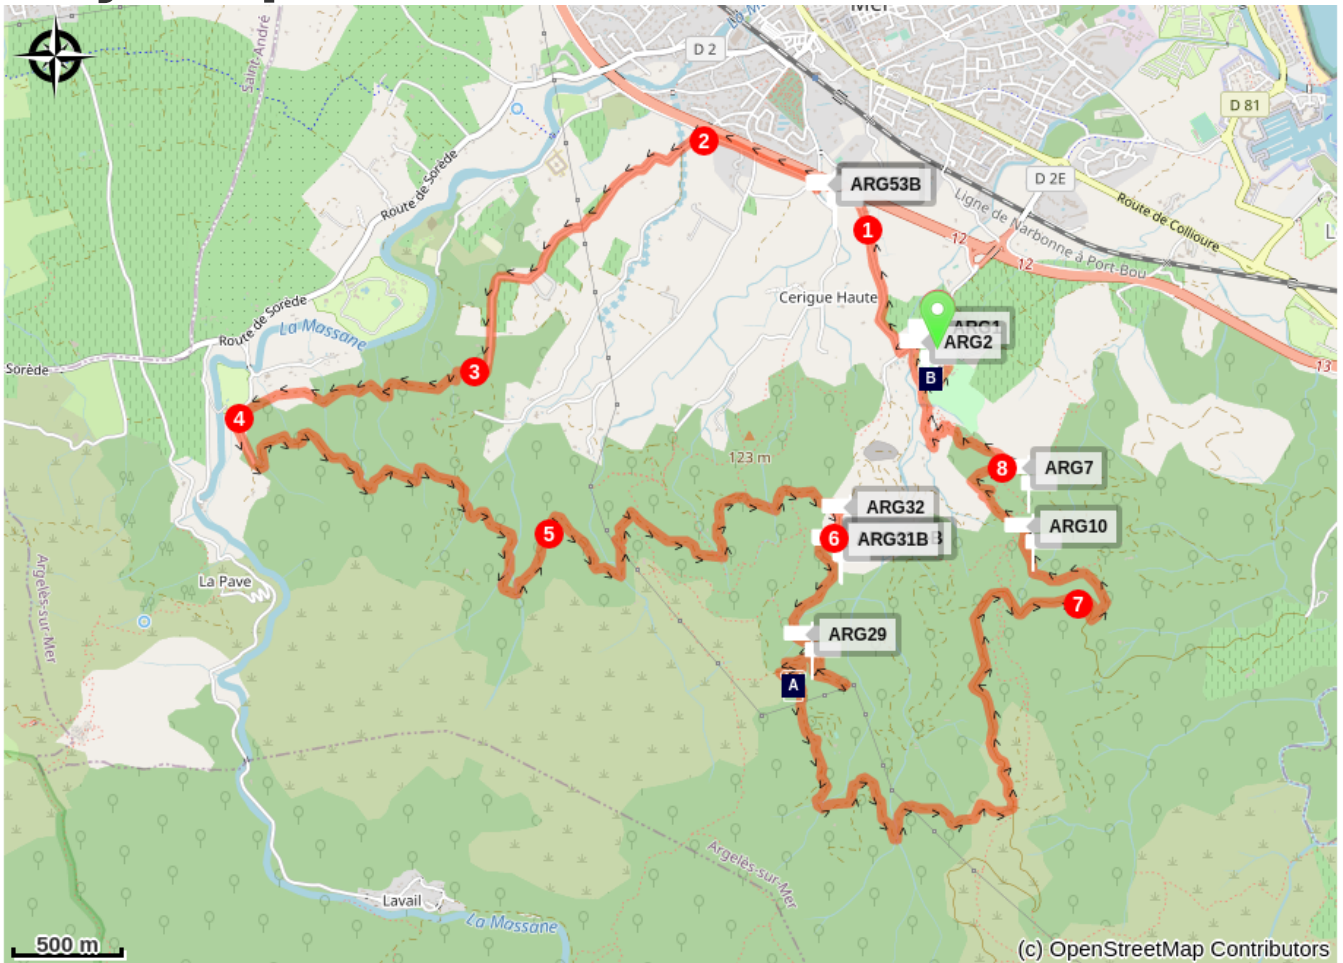 Mer
D 2
Saint-André
D 81
Route de Sorède
ARG53B
D 2E
Ligne de Narbonne à Port-Bou
Route de Collioure
2
1
12
12
Cerigue Haute
La Massane
Route de Sorède
ARG1
ARG2
Sorède
13
3
B
4
123 m
8
ARG7
ARG32
ARG10
5
6
ARG31B
B
La Pave
7
Argelès-sur-Mer
ARG29
A
Argelès-sur-Mer
Lavail
La Massane
500 m
(c) OpenStreetMap Contributors